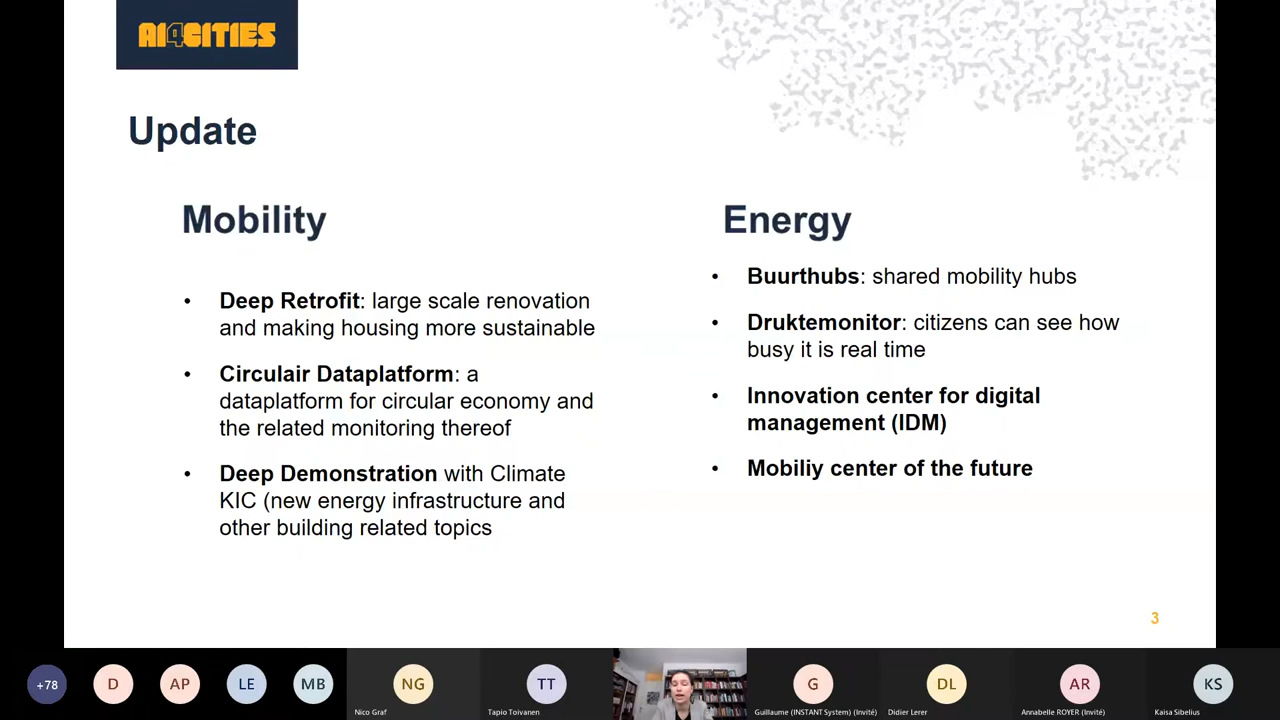 AI4CITIES
Update
Mobility
• Deep Retrofit: large scale renovation
and making housing more sustainable
• Circulair Dataplatform: a
dataplatform for circular economy and
the related monitoring thereof
• Deep Demonstration with Climate
KIC (new energy infrastructure and
other building related topics
Energy
• Buurthubs: shared mobility hubs
• Druktemonitor: citizens can see how
busy it is real time
• Innovation center for digital
management (IDM)
• Mobiliy center of the future
3
+78
D
AP
LE
MB
NG
Nico Graf
TT
Tapio Toivanen
G
Guillaume (INSTANT System) (Invité)
DL
Didier Lerer
AR
Annabelle ROYER (Invité)
KS
Kaisa Sibelius